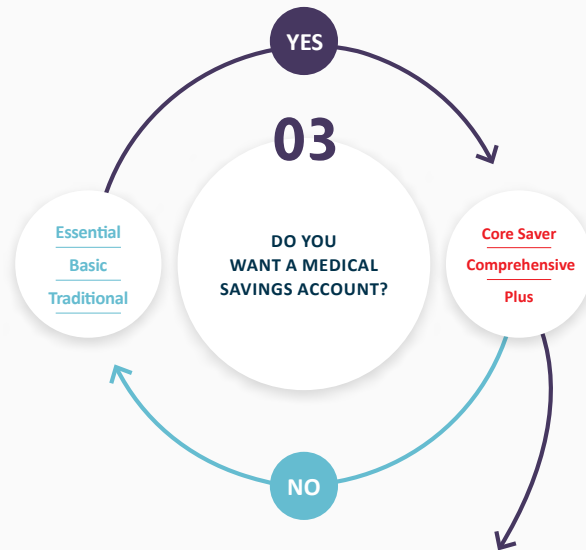 YES
03
DO YOU
WANT A MEDICAL
SAVINGS ACCOUNT?
Essential
Basic
Traditional
Core Saver
Comprehensive
Plus
NO